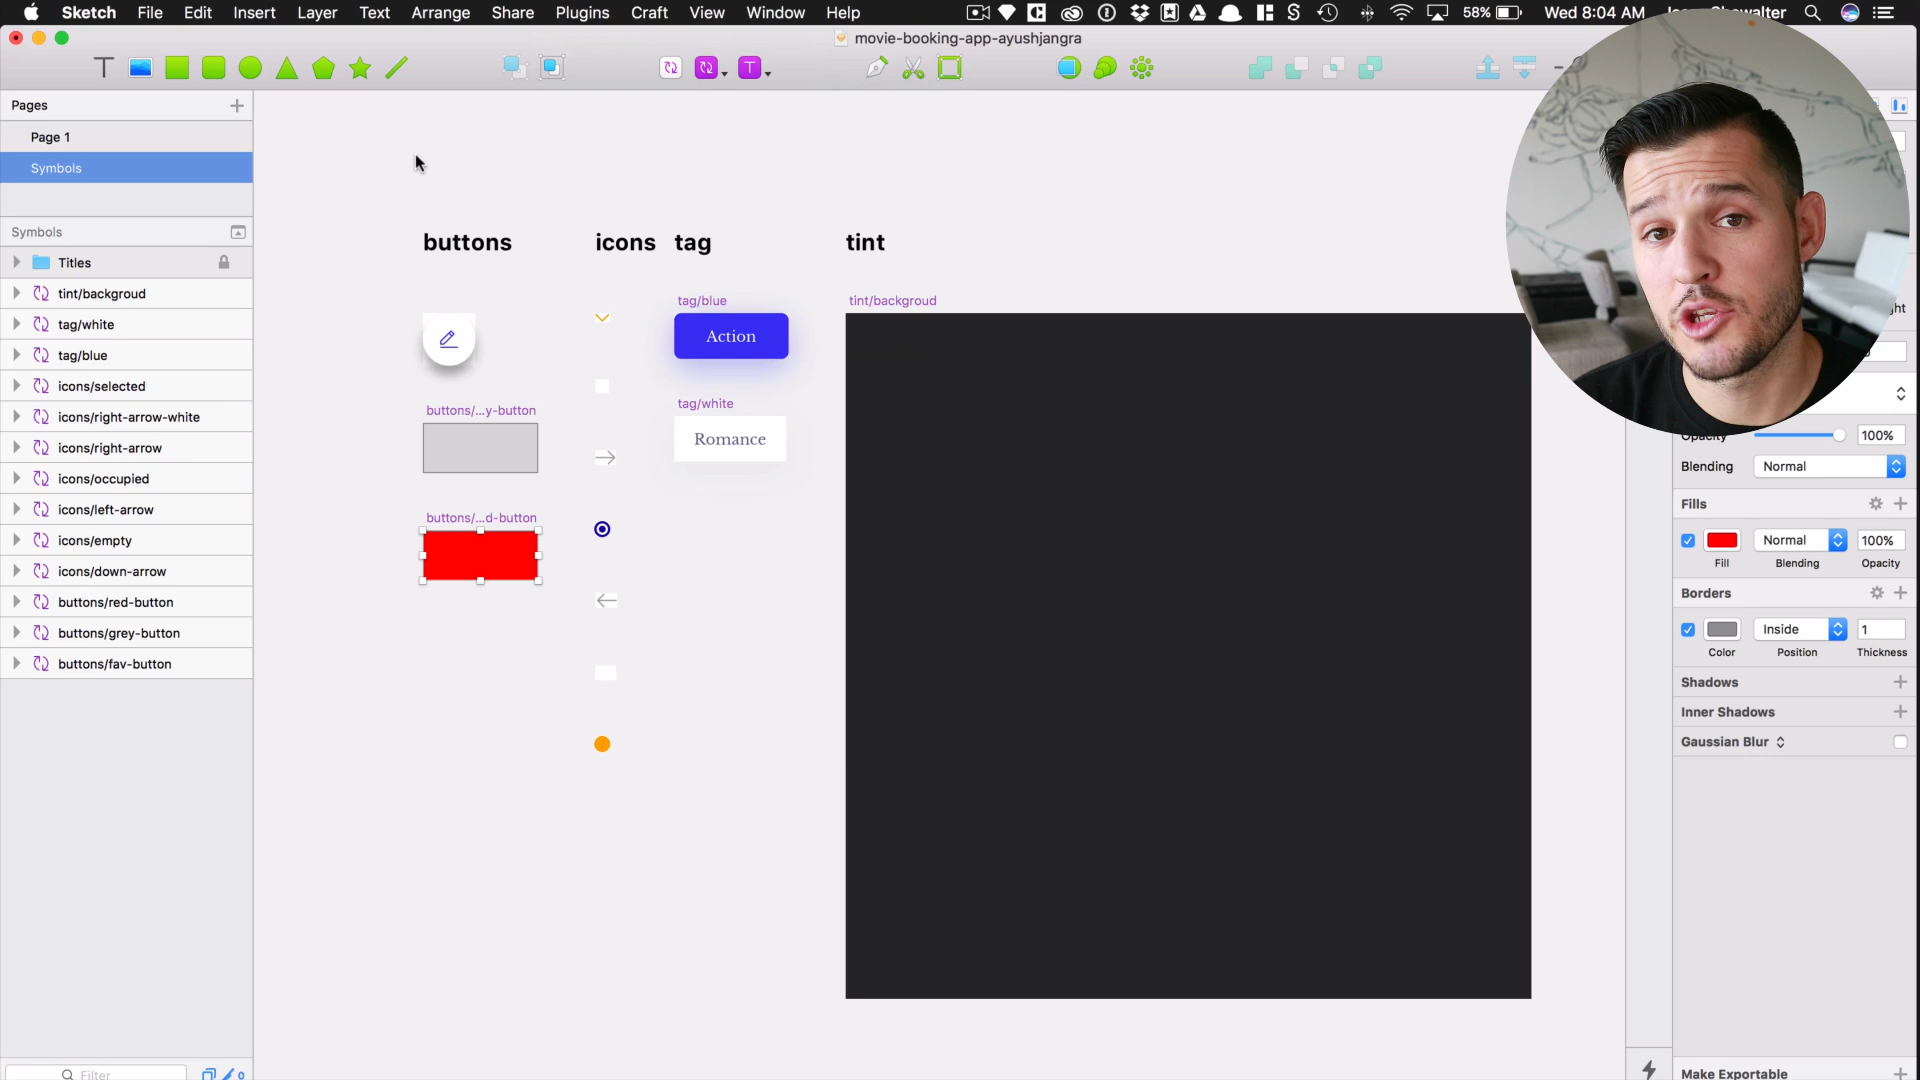 Sketch File Edit Insert Layer Text Arrange Share Plugins Craft View Window Help 58% Wed 8:04 AM
movie-booking-app-ayushjangra
Pages
Page 1
Symbols
Symbols
Titles
tint/backgroud
tag/white
tag/blue
icons/selected
icons/right-arrow-white
icons/right-arrow
icons/occupied
icons/left-arrow
icons/empty
icons/down-arrow
buttons/red-button
buttons/grey-button
buttons/fav-button
Filter
0
buttons icons tag tint
tag/blue
tint/backgroud
Action
buttons/...y-button
tag/white
Romance
buttons/...d-button
Opacity 100%
Blending Normal
Fills
Normal 100%
Fill Blending Opacity
Borders
Inside 1
Color Position Thickness
Shadows
Inner Shadows
Gaussian Blur
Make Exportable